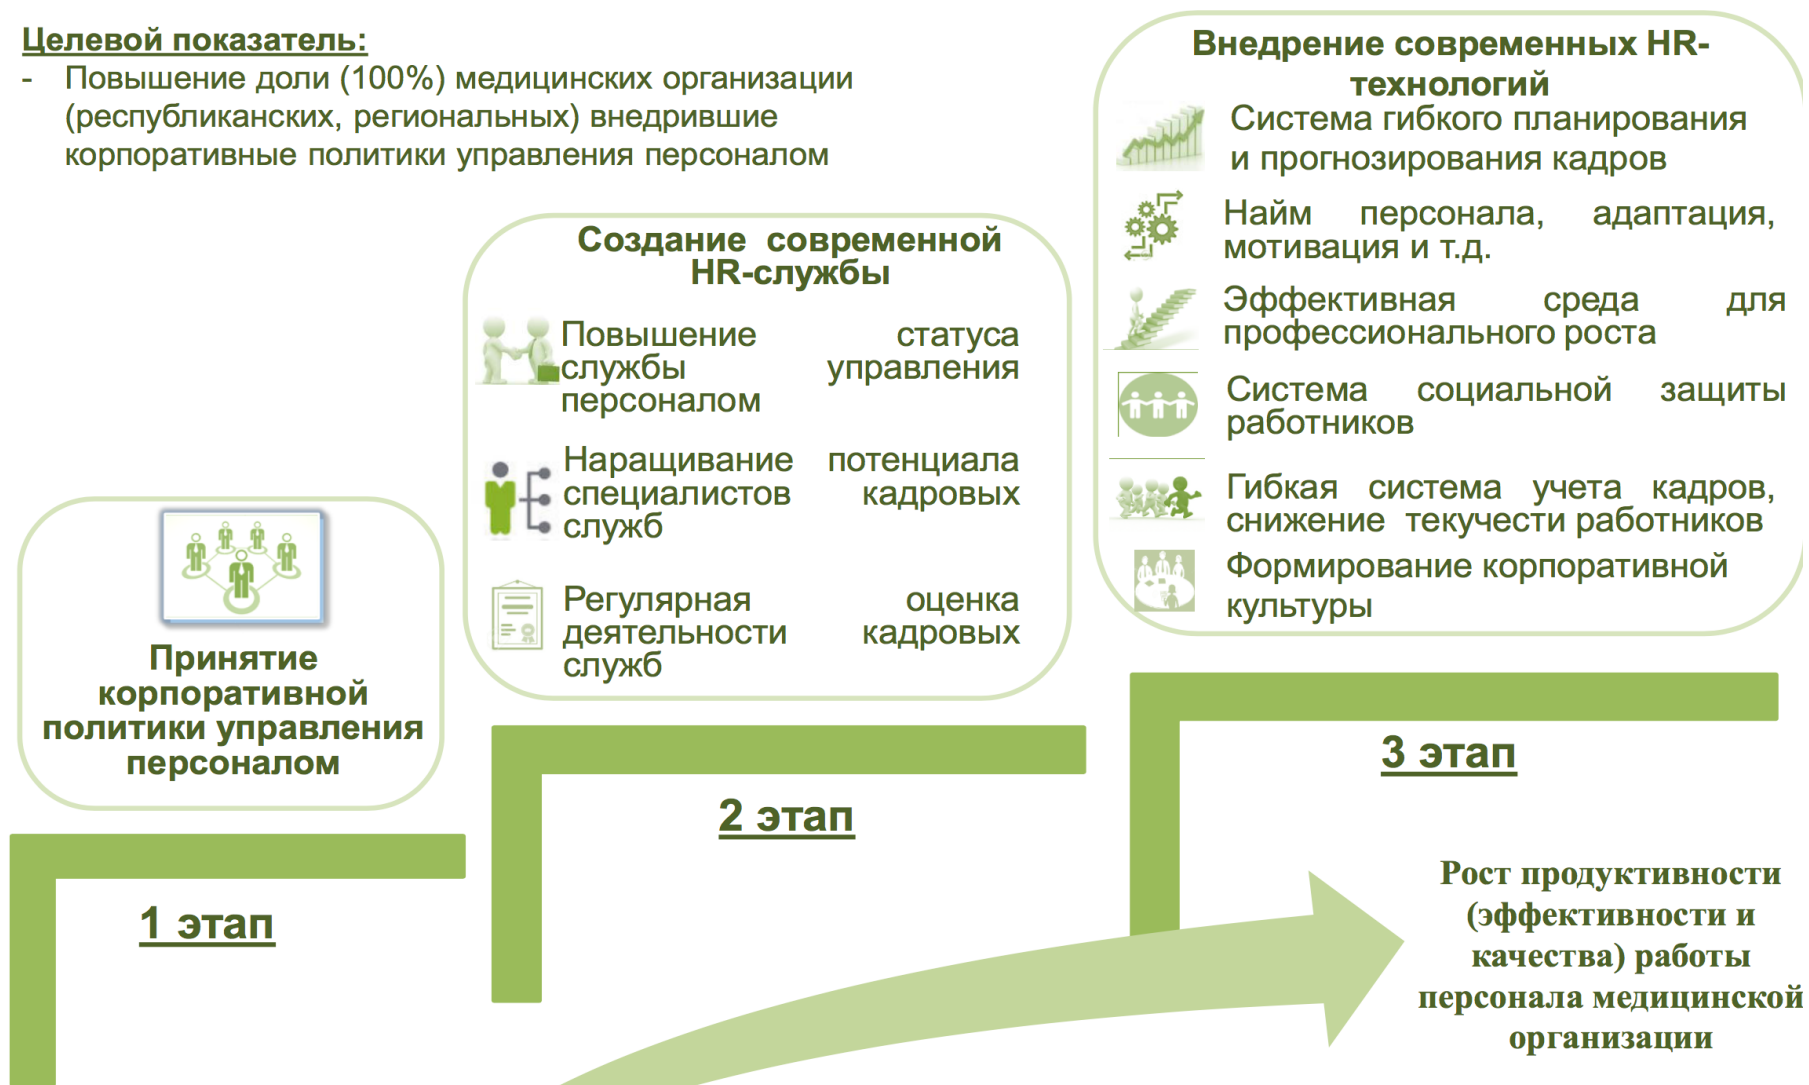 Целевой показатель:
- Повышение доли (100%) медицинских организации
(республиканских, региональных) внедрившие
корпоративные политики управления персоналом
Принятие
корпоративной
политики управления
персоналом
1 этап
Создание современной
HR-службы
Повышение статуса
службы управления
персоналом
Наращивание потенциала
специалистов кадровых
служб
Регулярная оценка
деятельности кадровых
служб
2 этап
Внедрение современных HR-
технологий
Система гибкого планирования
и прогнозирования кадров
Найм персонала, адаптация,
мотивация и т.д.
Эффективная среда для
профессионального роста
Система социальной защиты
работников
Гибкая система учета кадров,
снижение текучести работников
Формирование корпоративной
культуры
3 этап
Рост продуктивности
(эффективности и
качества) работы
персонала медицинской
организации